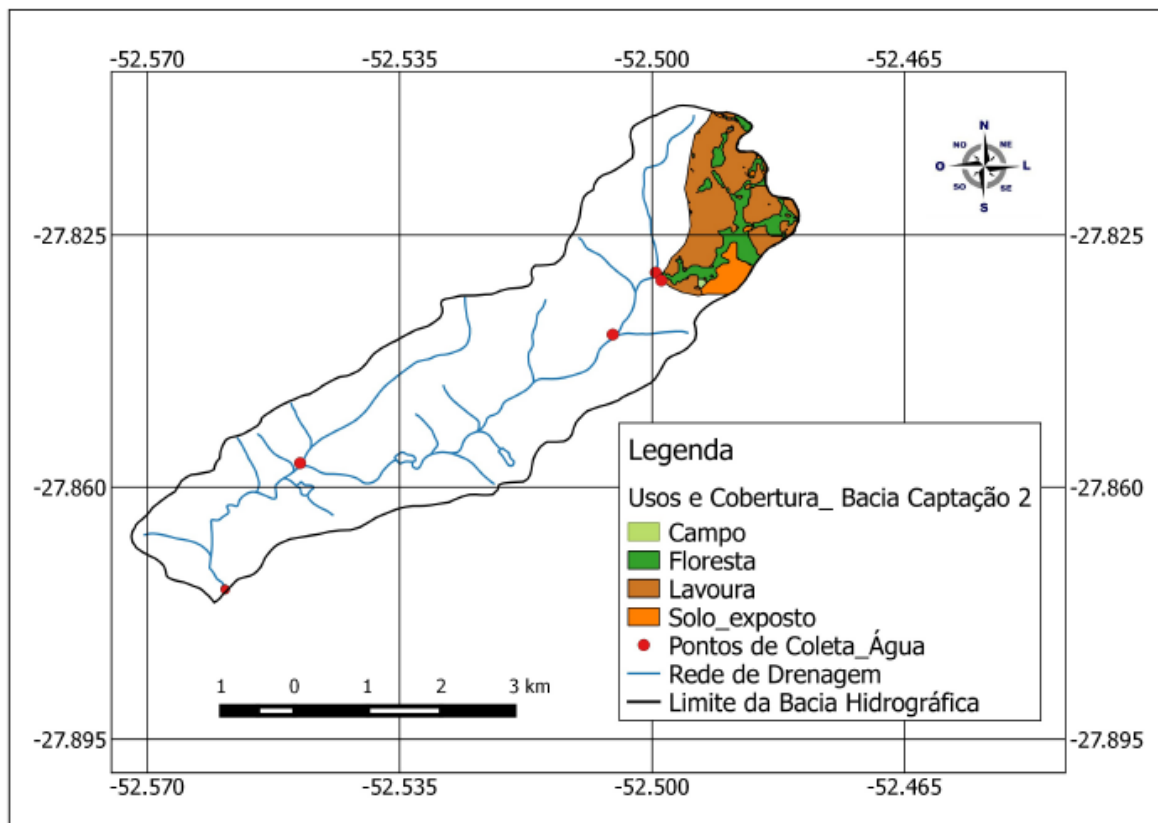 -52.570 -52.535 -52.500 -52.465
N
NO NE
O L
SO SE
S
-27.825 -27.825
Legenda
Usos e Cobertura_ Bacia Captação 2
Campo
Floresta
Lavoura
Solo_exposto
Pontos de Coleta_Água
Rede de Drenagem
Limite da Bacia Hidrográfica
-27.860 -27.860
1 0 1 2 3 km
-27.895 -27.895
-52.570 -52.535 -52.500 -52.465